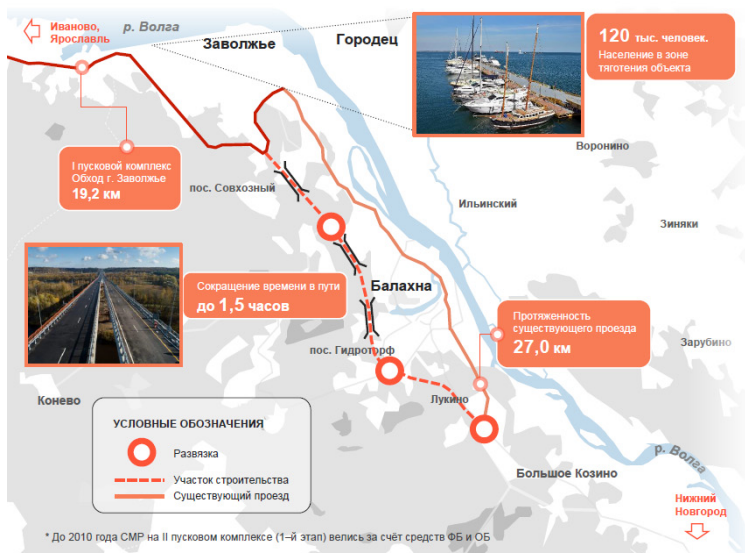 Иваново,
Ярославль
р. Волга
Заволжье
Городец
120 тыс. человек.
Население в зоне
тяготения объекта
I пусковой комплекс
Обход г. Заволжье
19,2 км
пос. Совхозный
Воронино
Ильинский
Зиняки
Сокращение времени в пути
до 1,5 часов
Балахна
Протяженность
существующего проезда
27,0 км
пос. Гидроторф
Зарубино
Конево
Лукино
УСЛОВНЫЕ ОБОЗНАЧЕНИЯ
Развязка
Участок строительства
Существующий проезд
р. Волга
Большое Козино
Нижний
Новгород
* До 2010 года СМР на II пусковом комплексе (1–й этап) велись за счёт средств ФБ и ОБ